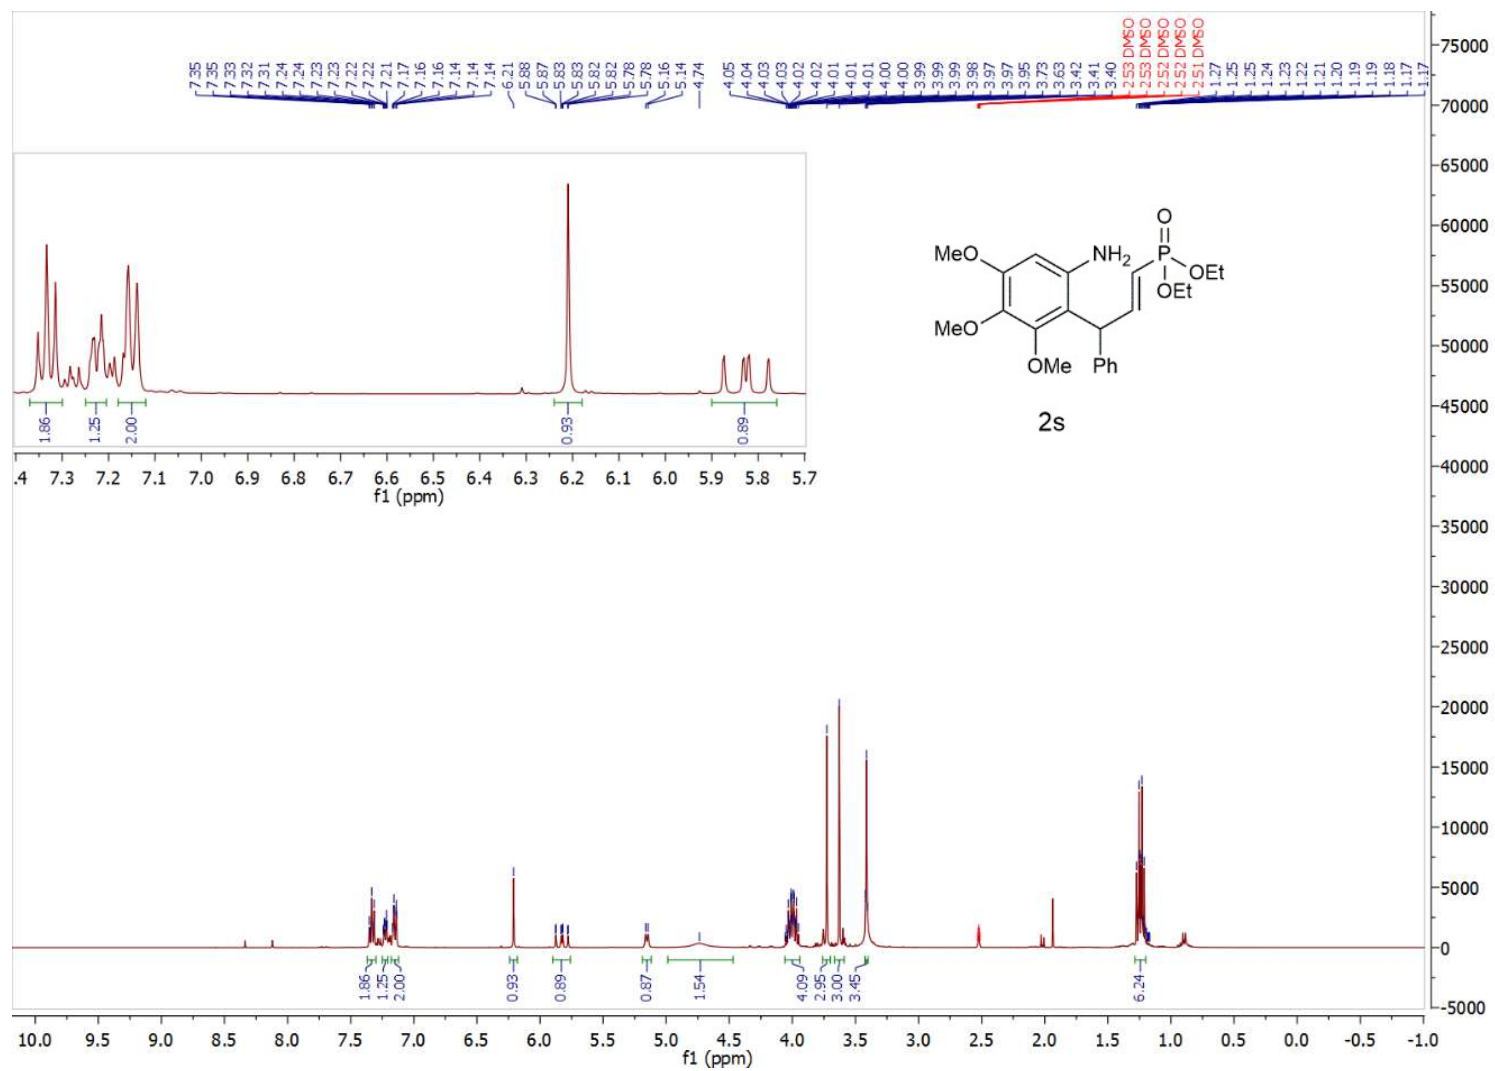 7.35 7.35 7.33 7.32 7.31 7.24 7.24 7.23 7.23 7.22 7.22 7.21 7.17 7.16 7.16 7.14 7.14 7.14 6.21 5.88 5.87 5.83 5.83 5.82 5.82 5.78 5.78 5.16 5.14 4.74 4.05 4.04 4.03 4.03 4.02 4.02 4.01 4.01 4.01 4.00 4.00 3.99 3.99 3.99 3.98 3.97 3.97 3.95 3.73 3.63 3.42 3.41 3.40 2.53 DMSO 2.53 DMSO 2.52 DMSO 2.52 DMSO 2.51 DMSO 1.27 1.25 1.25 1.24 1.23 1.22 1.21 1.20 1.19 1.19 1.18 1.17 1.17
75000
70000
65000
60000
55000
50000
45000
40000
35000
30000
25000
20000
15000
10000
5000
0
-5000
1.86 1.25 2.00 0.93 0.89
.4 7.3 7.2 7.1 7.0 6.9 6.8 6.7 6.6 6.5 6.4 6.3 6.2 6.1 6.0 5.9 5.8 5.7
f1 (ppm)
O
MeO NH2 P OEt
OEt
MeO
OMe Ph
2s
1.86 1.25 2.00 0.93 0.89 0.87 1.54 4.09 2.95 3.00 3.45 6.24
10.0 9.5 9.0 8.5 8.0 7.5 7.0 6.5 6.0 5.5 5.0 4.5 4.0 3.5 3.0 2.5 2.0 1.5 1.0 0.5 0.0 -0.5 -1.0
f1 (ppm)